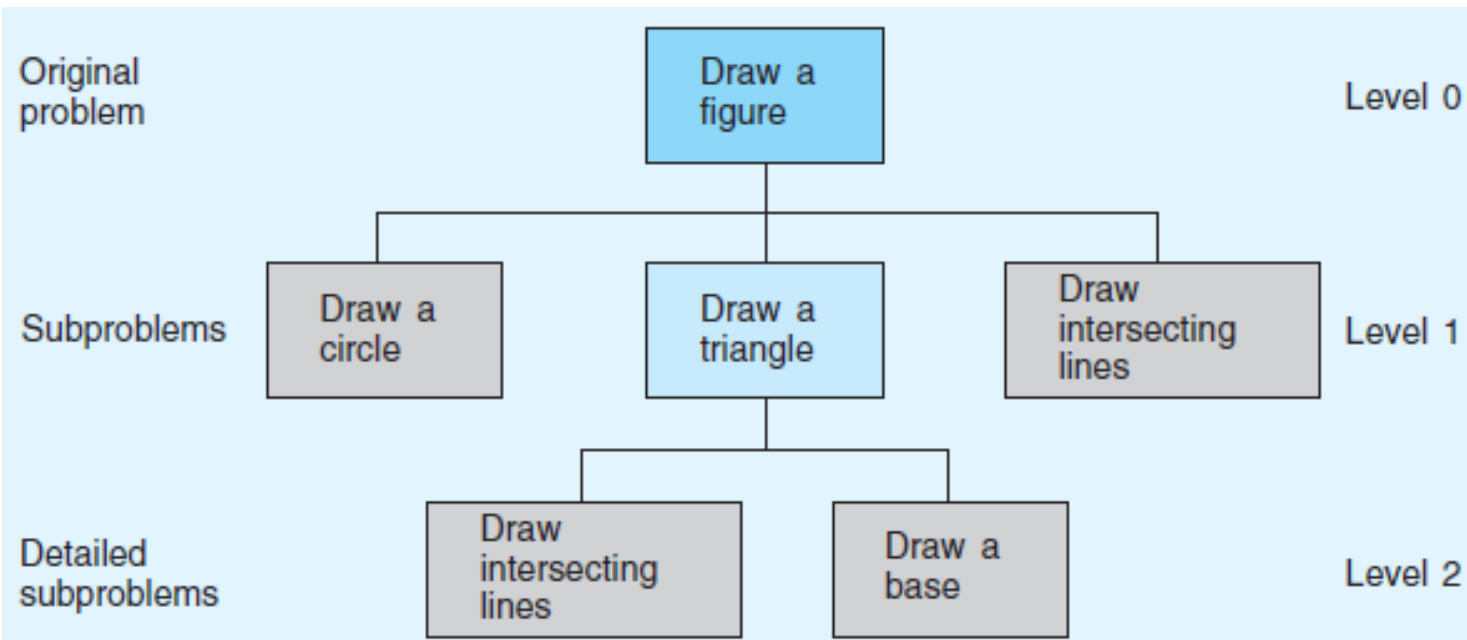 Original
problem
Draw a
figure
Level 0
Subproblems
Draw a
circle
Draw a
triangle
Draw
intersecting
lines
Level 1
Detailed
subproblems
Draw
intersecting
lines
Draw a
base
Level 2